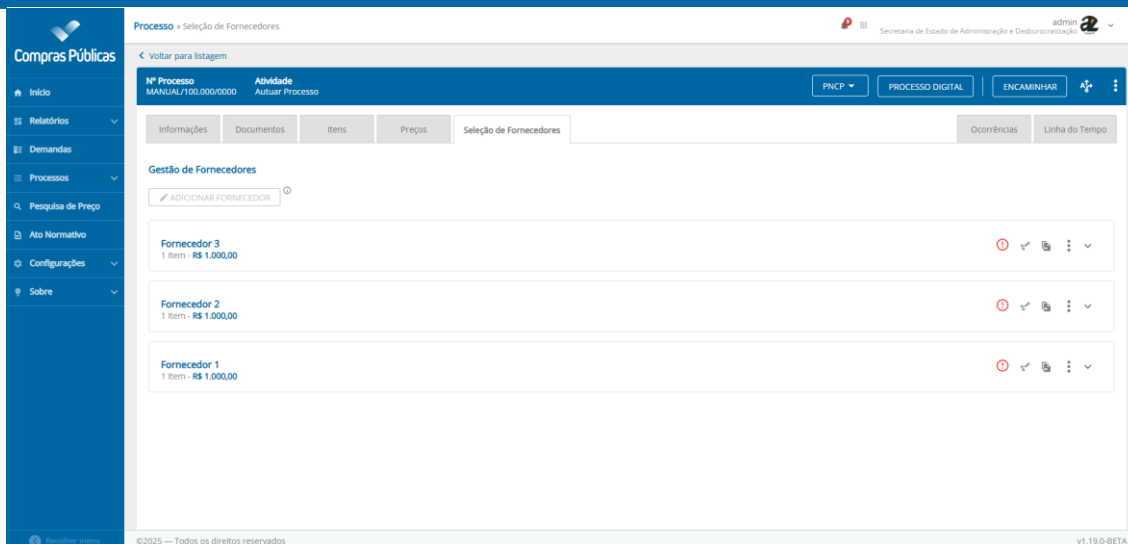 Compras Públicas
Início
Relatórios
Demandas
Processos
Pesquisa de Preço
Ato Normativo
Configurações
Sobre
Recolher menu
Processo » Seleção de Fornecedores
admin
Secretaria de Estado de Administração e Desburocratização
Voltar para listagem
Nº Processo Atividade
MANUAL/100.000/0000 Autuar Processo
PNCP PROCESSO DIGITAL ENCAMINHAR
Informações Documentos Itens Preços Seleção de Fornecedores Ocorrências Linha do Tempo
Gestão de Fornecedores
ADICIONAR FORNECEDOR
Fornecedor 3
1 Item - R$ 1.000,00
Fornecedor 2
1 Item - R$ 1.000,00
Fornecedor 1
1 Item - R$ 1.000,00
©2025 — Todos os direitos reservados v1.19.0-BETA